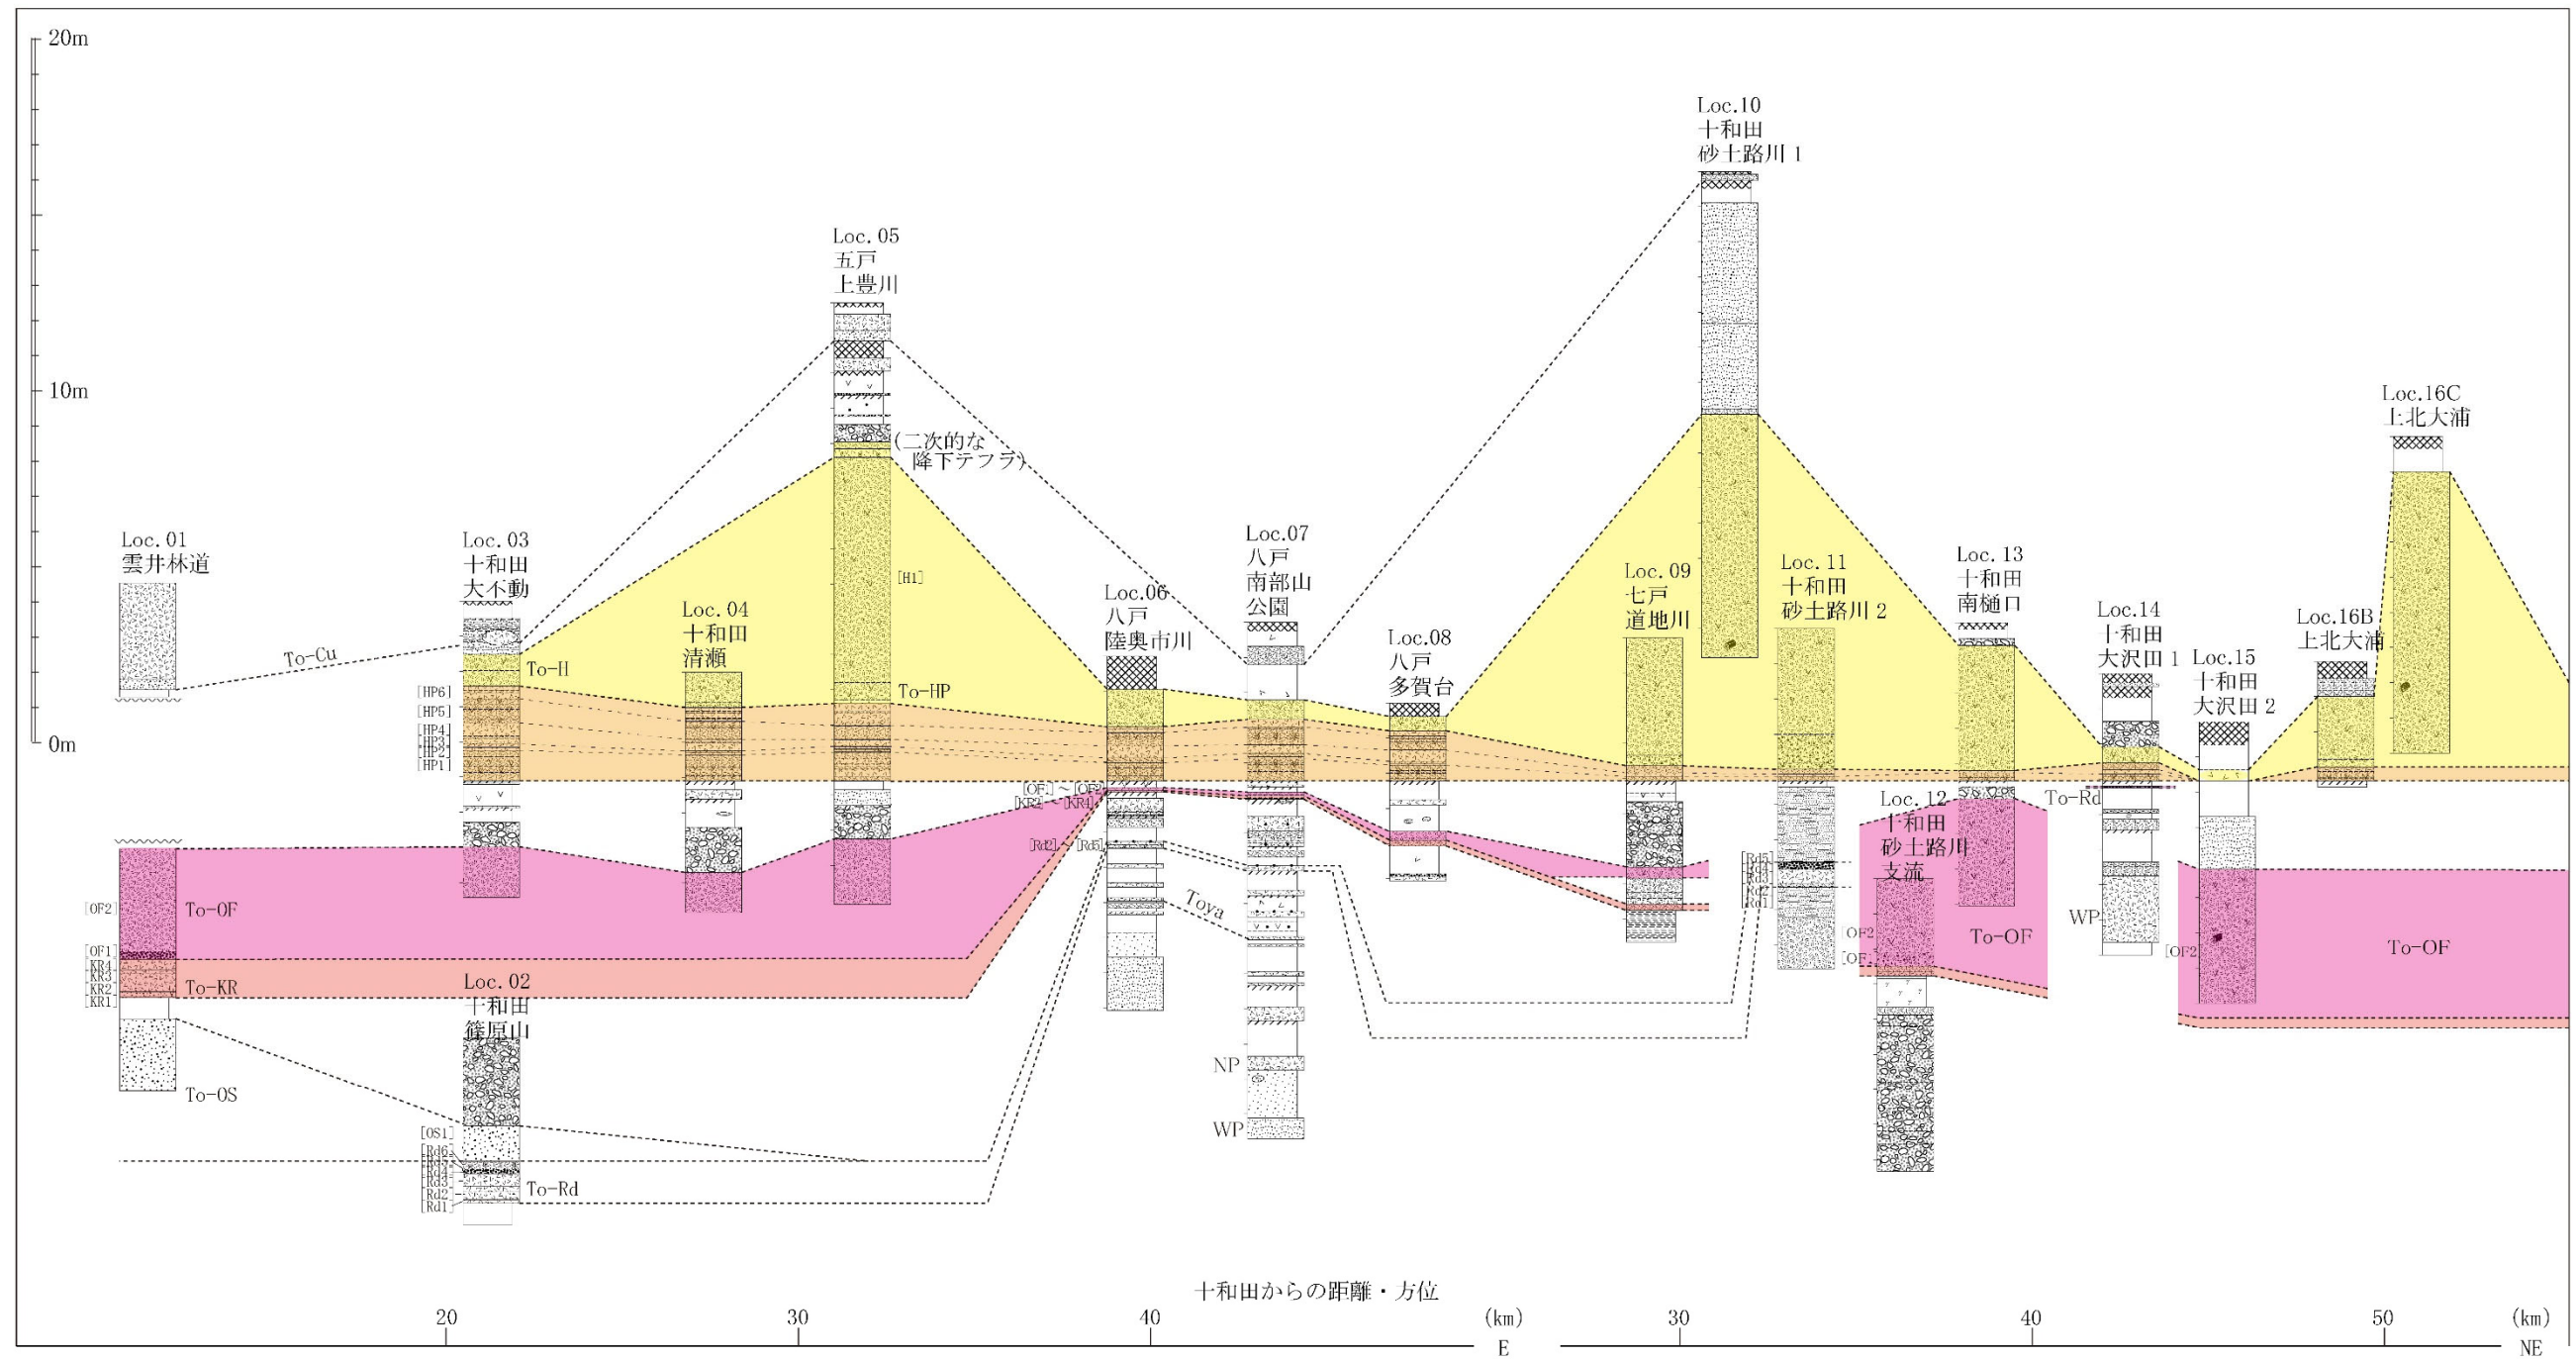 20m
10m
0m
Loc. 01
雲井林道
To-Cu
[OF2]
To-OF
[OF1]
[KR4]
[KR3]
[KR2]
[KR1]
To-KR
To-OS
Loc. 03
十和田
大不動
To-H
[HP6]
[HP5]
[HP4]
[HP3]
[HP2]
[HP1]
Loc. 02
十和田
篠原山
[OS1]
[Rd6]
[Rd4]
[Rd3]
[Rd2]
[Rd1]
To-Rd
Loc. 04
十和田
清瀬
Loc. 05
五戸
上豊川
(二次的な
降下テフラ)
[H1]
To-HP
Loc.06
八戸
陸奥市川
[KR2]～[KR4]
[Rd2]～[Rd5]
Toya
Loc.07
八戸
南部山
公園
NP
WP
Loc.08
八戸
多賀台
Loc.09
七戸
道地川
Loc.10
十和田
砂土路川 1
Loc. 11
十和田
砂土路川 2
[Rd5]
[Rd3]
[Rd2]
[Rd1]
Loc. 12
十和田
砂土路川
支流
[OF2]
Loc. 13
十和田
南樋口
To-OF
Loc. 14
十和田
大沢田 1
To-Rd
WP
Loc.15
十和田
大沢田 2
[OF2]
Loc.16B
上北大浦
Loc.16C
上北大浦
To-OF
十和田からの距離・方位
20
30
40
(km)
E
30
40
50
(km)
NE